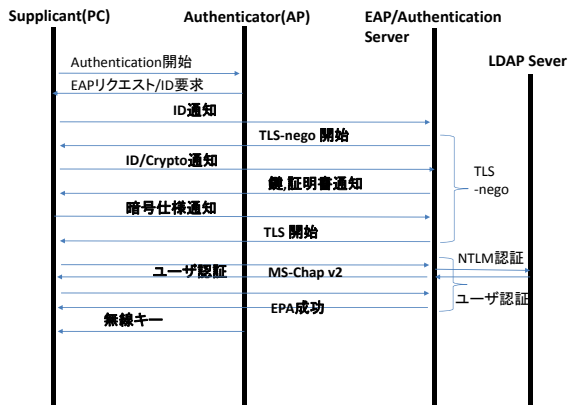 Supplicant(PC)
Authenticator(AP)
EAP/Authentication
Server
LDAP Sever
Authentication開始
EAPリクエスト/ID要求
ID通知
TLS-nego 開始
ID/Crypto通知
TLS
-nego
鍵,証明書通知
暗号仕様通知
TLS 開始
NTLM認証
ユーザ認証
MS-Chap v2
ユーザ認証
EPA成功
無線キー